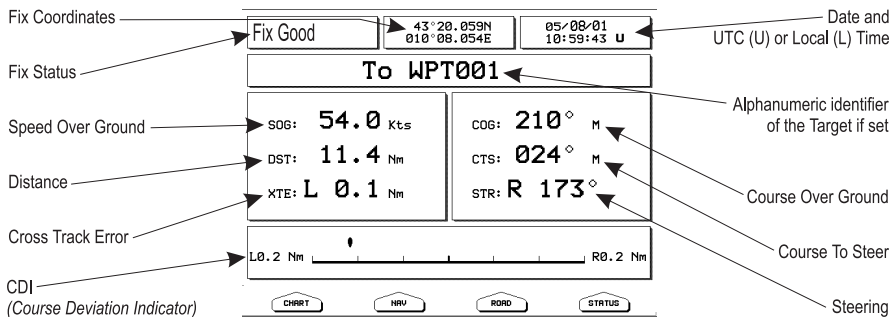 Fix Coordinates
Fix Good
43°20.059N
010°08.054E
05/08/01
10:59:43 U
Date and
UTC (U) or Local (L) Time
Fix Status
To WPT001
Alphanumeric identifier
of the Target if set
Speed Over Ground
SOG: 54.0 Kts
COG: 210° M
Distance
DST: 11.4 Nm
CTS: 024° M
XTE: L 0.1 Nm
STR: R 173°
Course Over Ground
Cross Track Error
Course To Steer
L0.2 Nm
R0.2 Nm
CDI
(Course Deviation Indicator)
CHART
NAV
ROAD
STATUS
Steering